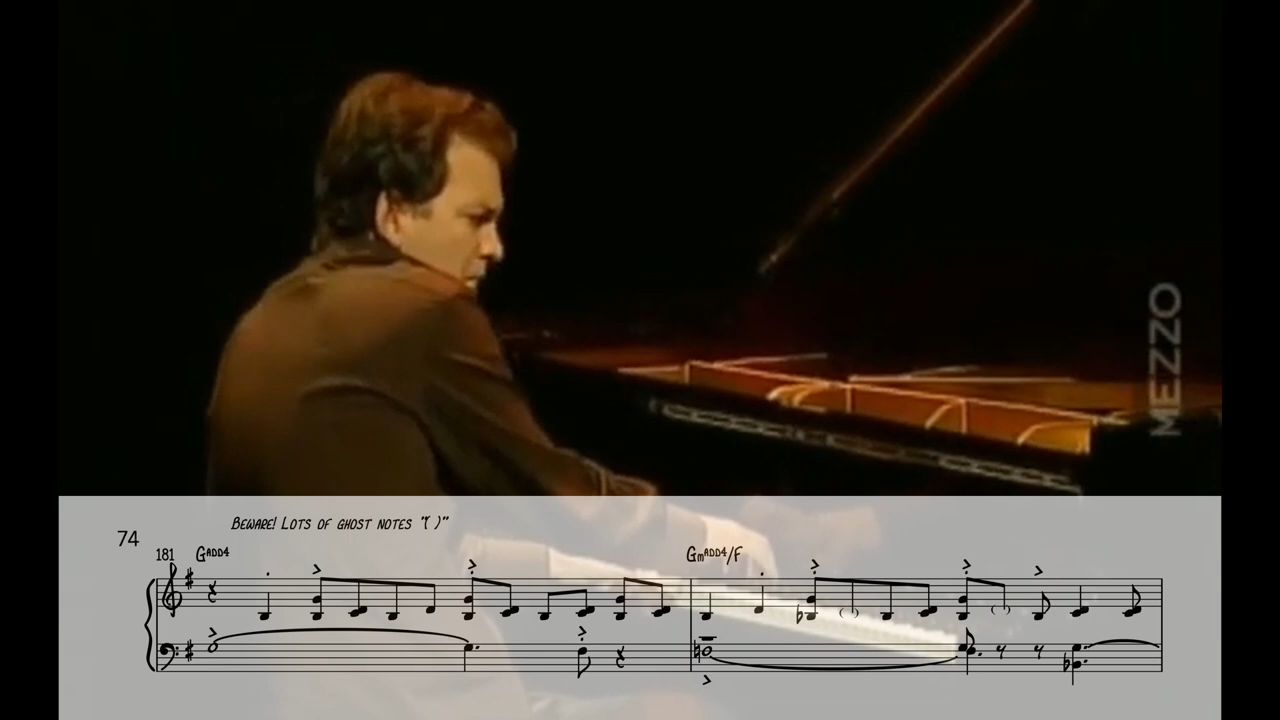 MEZZO
BEWARE! LOTS OF GHOST NOTES "( )"
74
181 GADD4 GmADD4/F